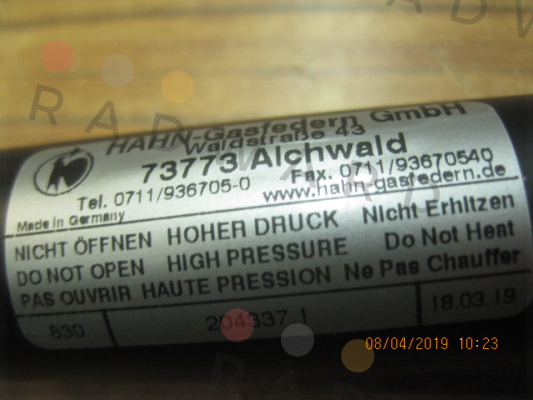 HAHN-Gasfedern GmbH
Waldstraße 43
73773 Aichwald
Tel. 0711/936705-0 Fax. 0711/93670540
Made in Germany www.hahn-gasfedern.de
NICHT ÖFFNEN HOHER DRUCK Nicht Erhitzen
DO NOT OPEN HIGH PRESSURE Do Not Heat
PAS OUVRIR HAUTE PRESSION Ne Pas Chauffer
830 204337 1 18.03.19
08/04/2019 10:23
RADWARD